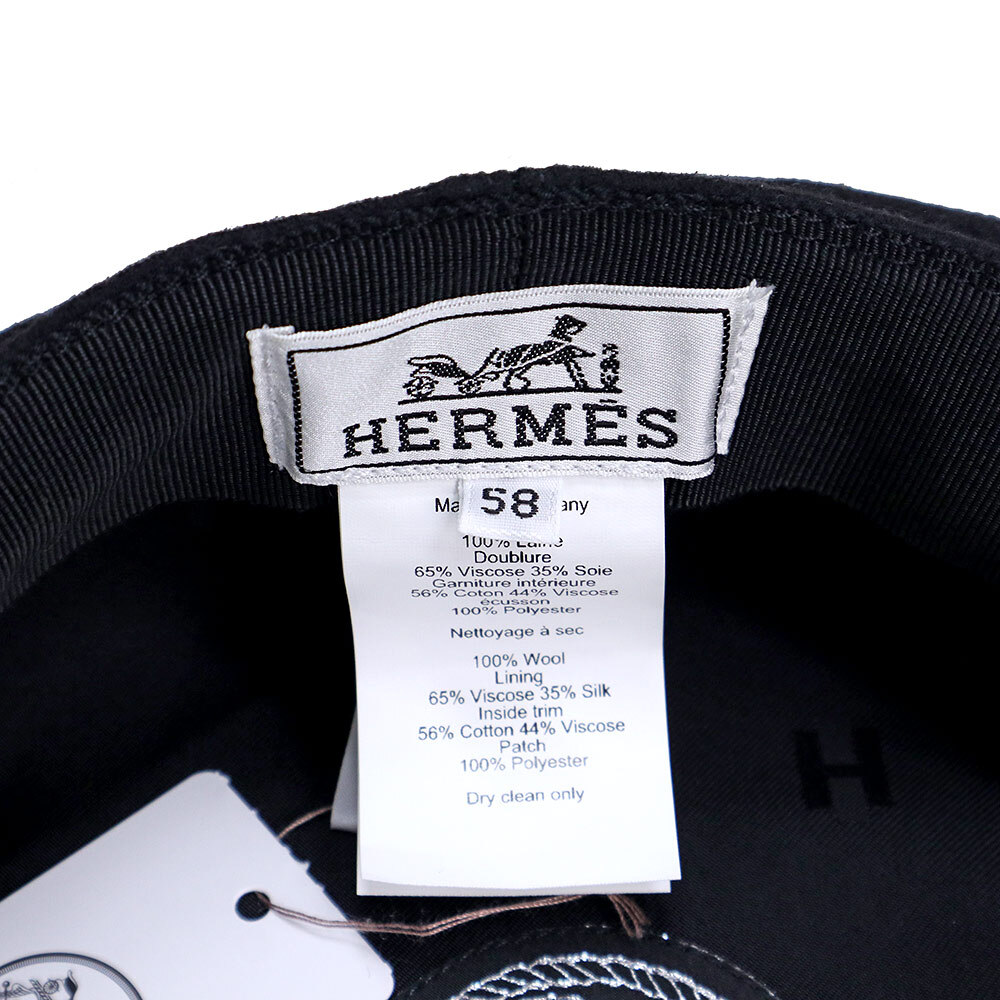 HERMÈS
58
100% Laine
Doublure
65% Viscose 35% Soie
Garniture intérieure
56% Coton 44% Viscose
écusson
100% Polyester
Nettoyage à sec
100% Wool
Lining
65% Viscose 35% Silk
Inside trim
56% Cotton 44% Viscose
Patch
100% Polyester
Dry clean only
H